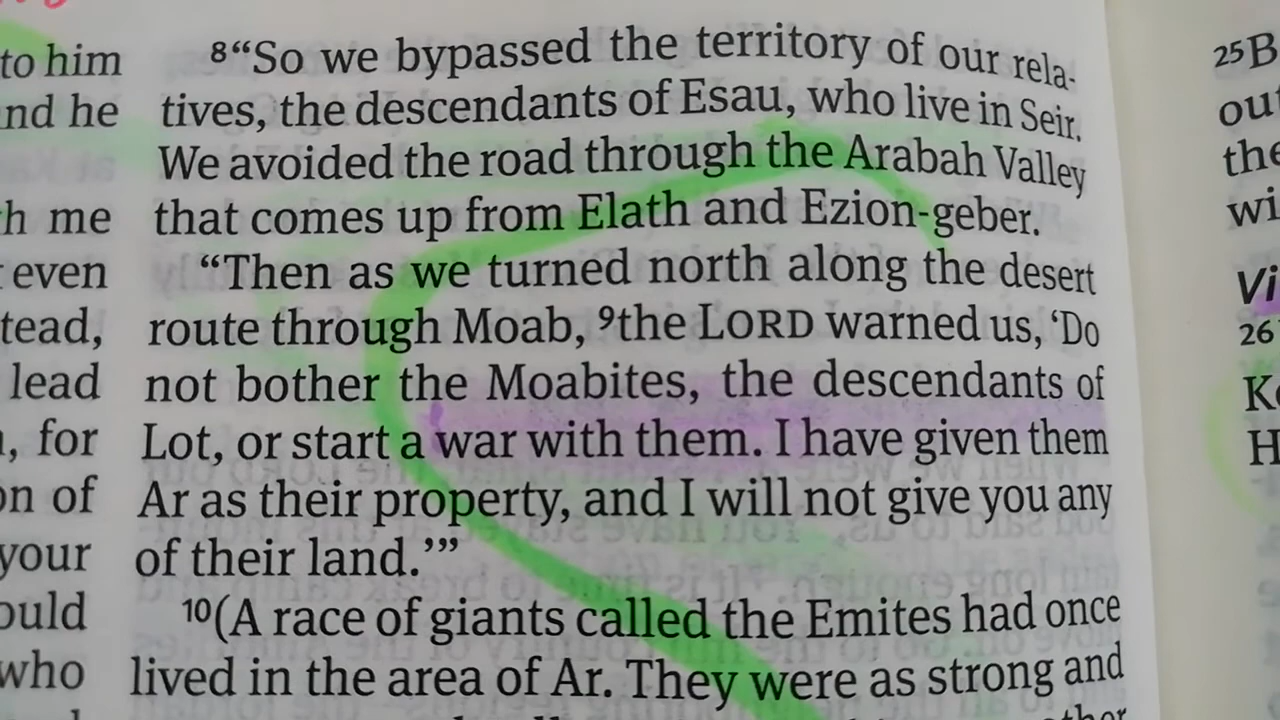 to him
nd he
h me
even
tead,
lead
, for
on of
your
ould
who
8“So we bypassed the territory of our rela-
tives, the descendants of Esau, who live in Seir.
We avoided the road through the Arabah Valley
that comes up from Elath and Ezion-geber.
“Then as we turned north along the desert
route through Moab, 9the LORD warned us, ‘Do
not bother the Moabites, the descendants of
Lot, or start a war with them. I have given them
Ar as their property, and I will not give you any
of their land.’”
10(A race of giants called the Emites had once
lived in the area of Ar. They were as strong and
25B
out
the
wi
Vi
26
K
H